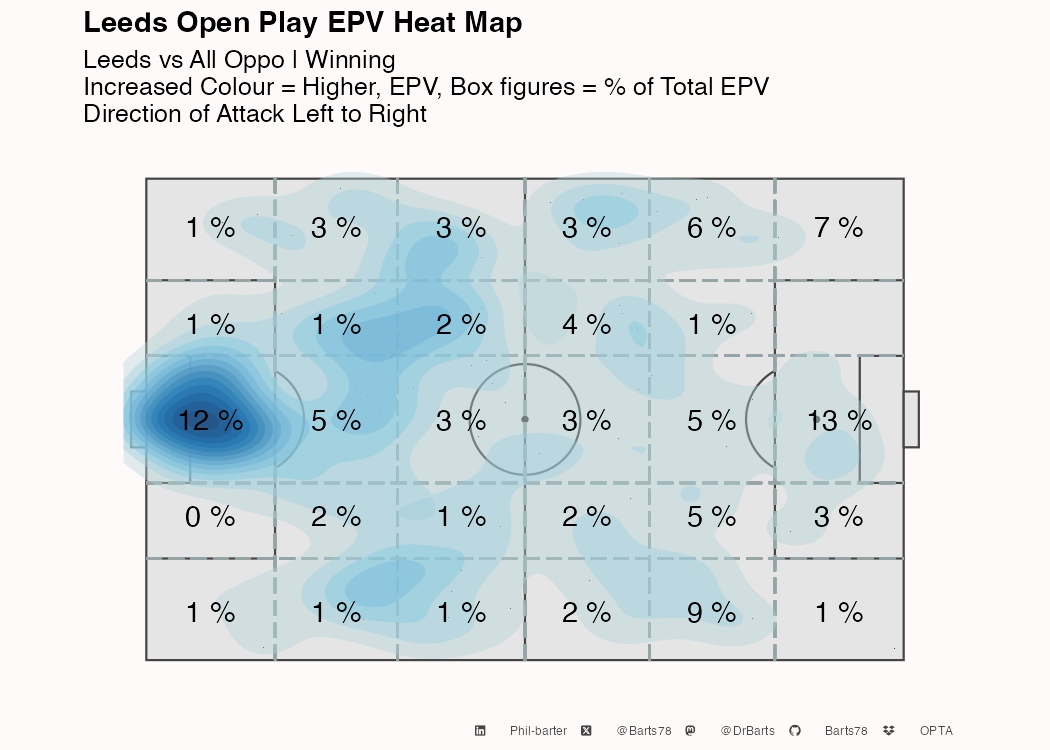 Leeds Open Play EPV Heat Map
Leeds vs All Oppo | Winning
Increased Colour = Higher, EPV, Box figures = % of Total EPV
Direction of Attack Left to Right
1 % 3 % 3 % 3 % 6 % 7 %
1 % 1 % 2 % 4 % 1 %
12 % 5 % 3 % 3 % 5 % 13 %
0 % 2 % 1 % 2 % 5 % 3 %
1 % 1 % 1 % 2 % 9 % 1 %
Phil-barter @Barts78 @DrBarts Barts78 OPTA